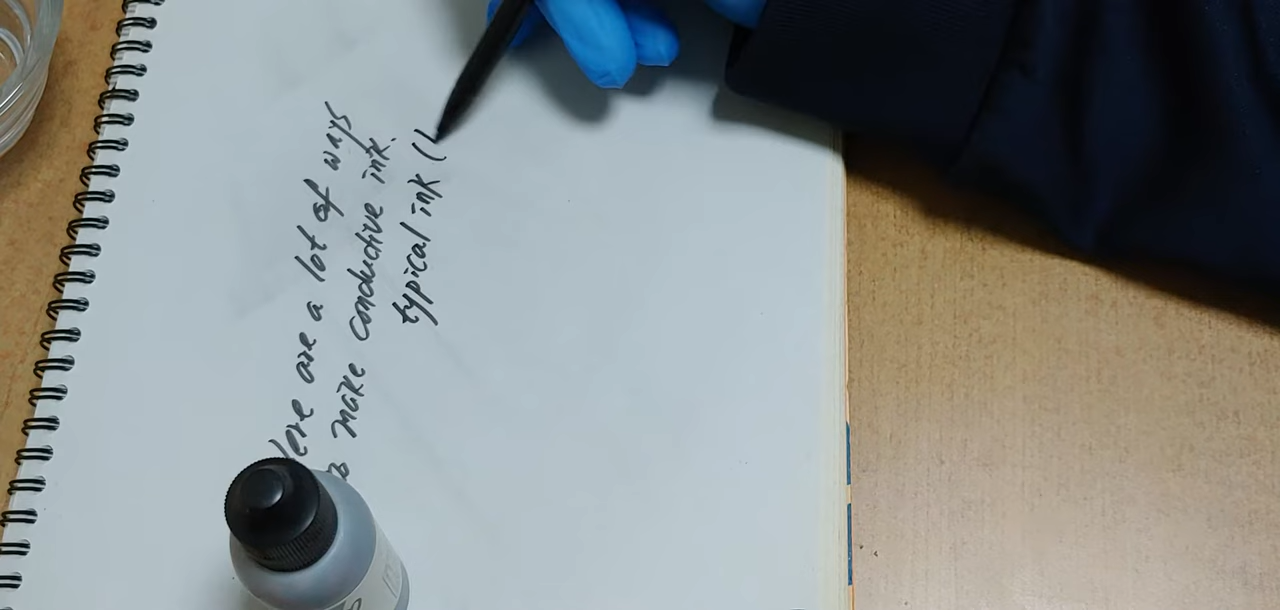 are a lot of ways
make conductive ink.
typical ink (